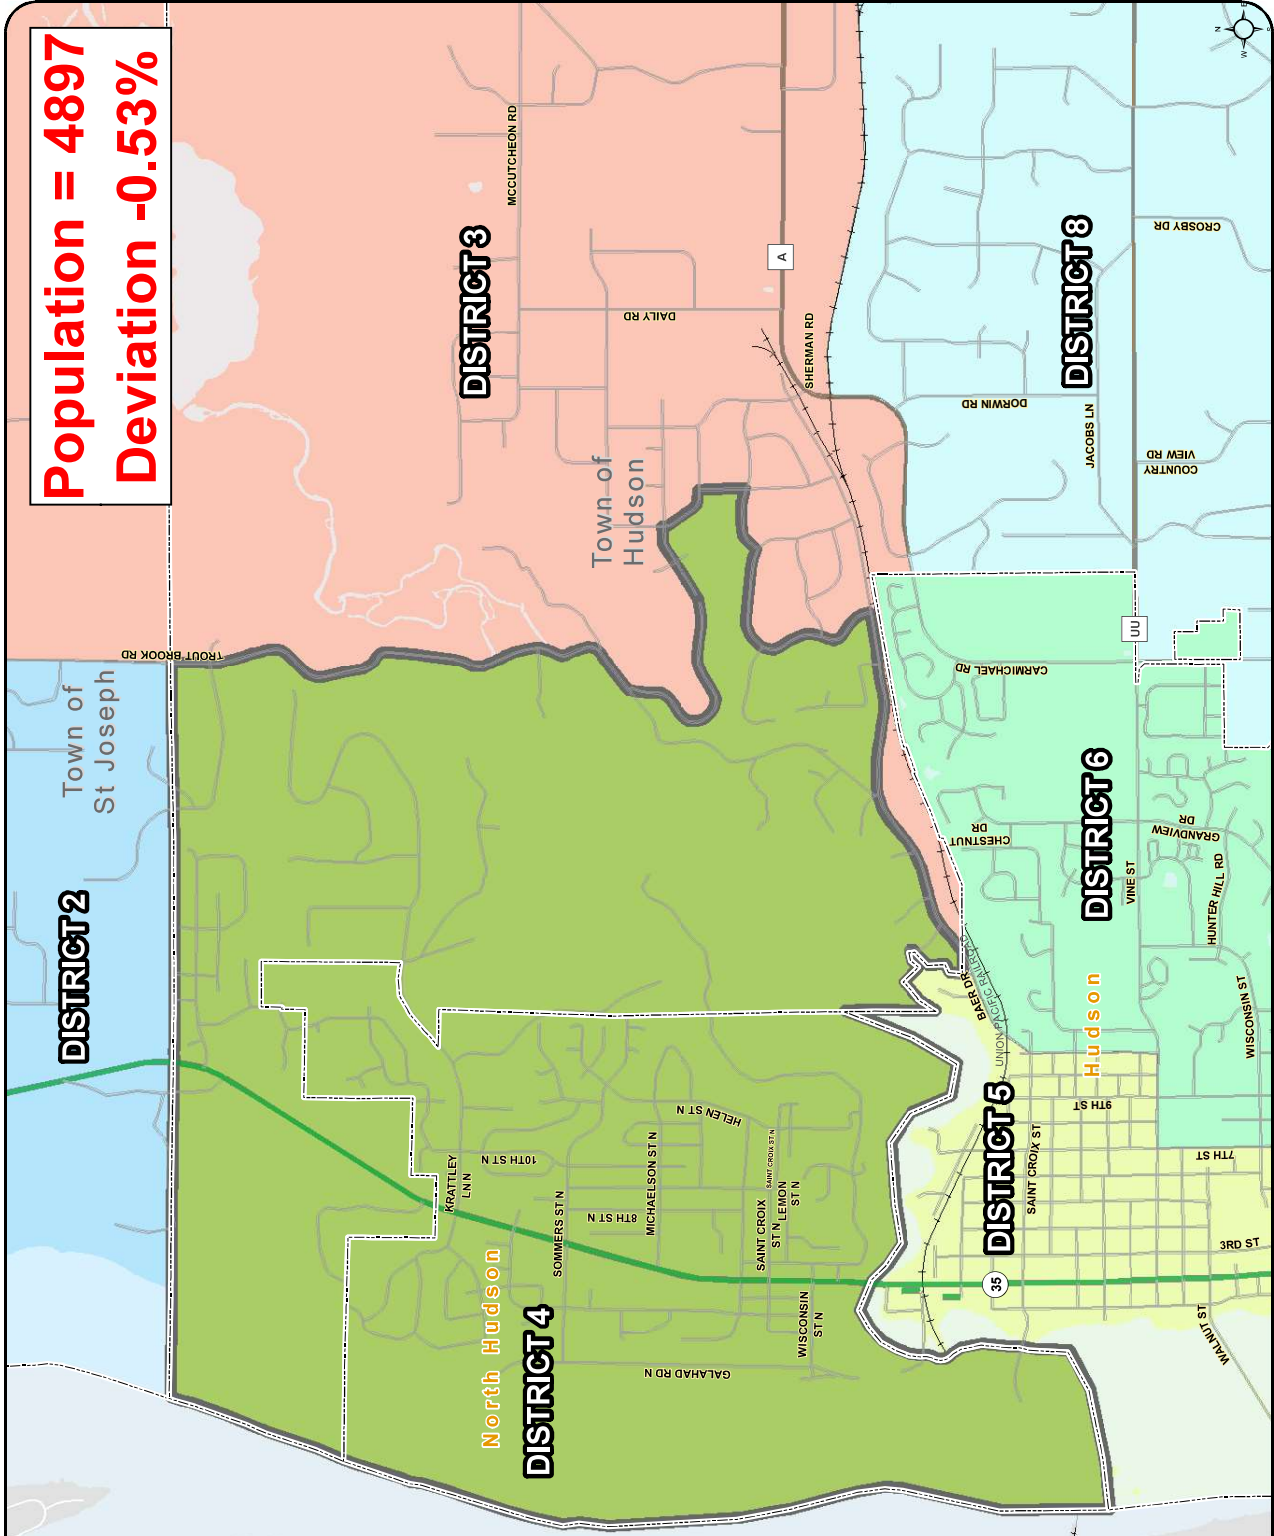 Population = 4897
Deviation -0.53%
DISTRICT 2
Town of
St Joseph
TROUT BROOK RD
DISTRICT 3
MCCUTCHEON RD
DAILY RD
A
SHERMAN RD
Town of
Hudson
DISTRICT 8
CROSBY DR
DORWIN RD
JACOBS LN
COUNTRY
VIEW RD
UU
CARMICHAEL RD
DISTRICT 6
CHESTNUT
DR
GRANDVIEW
DR
VINE ST
HUNTER HILL RD
WISCONSIN ST
Hudson
BAER DR
UNION PACIFIC RAILROAD
DISTRICT 5
9TH ST
SAINT CROIX ST
7TH ST
3RD ST
35
WALNUT ST
DISTRICT 4
North Hudson
KRATTLEY
LN N
10TH ST N
SOMMERS ST N
8TH ST N
MICHAELSON ST N
HELEN ST N
SAINT CROIX ST N
SAINT CROIX
ST N
LEMON
ST N
WISCONSIN
ST N
GALAHAD RD N
N
E
S
W